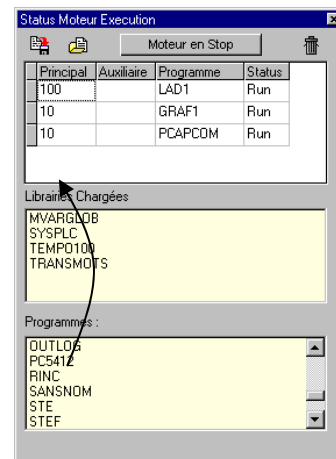 Status Moteur Execution
Moteur en Stop
Principal Auxiliaire Programme Status
100 LAD1 Run
10 GRAF1 Run
10 PCAPCOM Run
Librairies Chargées
MVARGLOB
SYSPLC
TEMPO100
TRANSMOTS
Programmes :
OUTLOG
PC5412
RINC
SANSNOM
STE
STEF